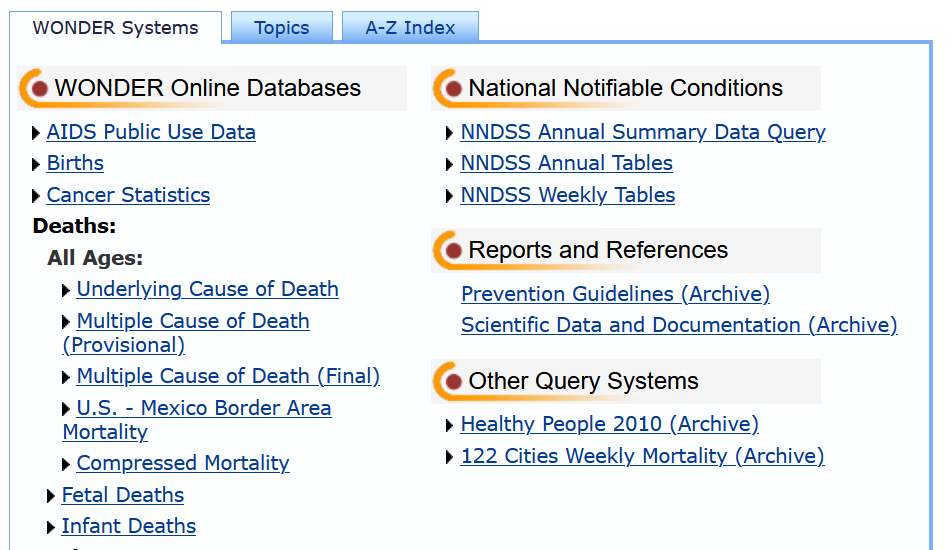 WONDER Systems
Topics
A-Z Index
WONDER Online Databases
AIDS Public Use Data
Births
Cancer Statistics
Deaths:
All Ages:
Underlying Cause of Death
Multiple Cause of Death
(Provisional)
Multiple Cause of Death (Final)
U.S. - Mexico Border Area
Mortality
Compressed Mortality
Fetal Deaths
Infant Deaths
National Notifiable Conditions
NNDSS Annual Summary Data Query
NNDSS Annual Tables
NNDSS Weekly Tables
Reports and References
Prevention Guidelines (Archive)
Scientific Data and Documentation (Archive)
Other Query Systems
Healthy People 2010 (Archive)
122 Cities Weekly Mortality (Archive)